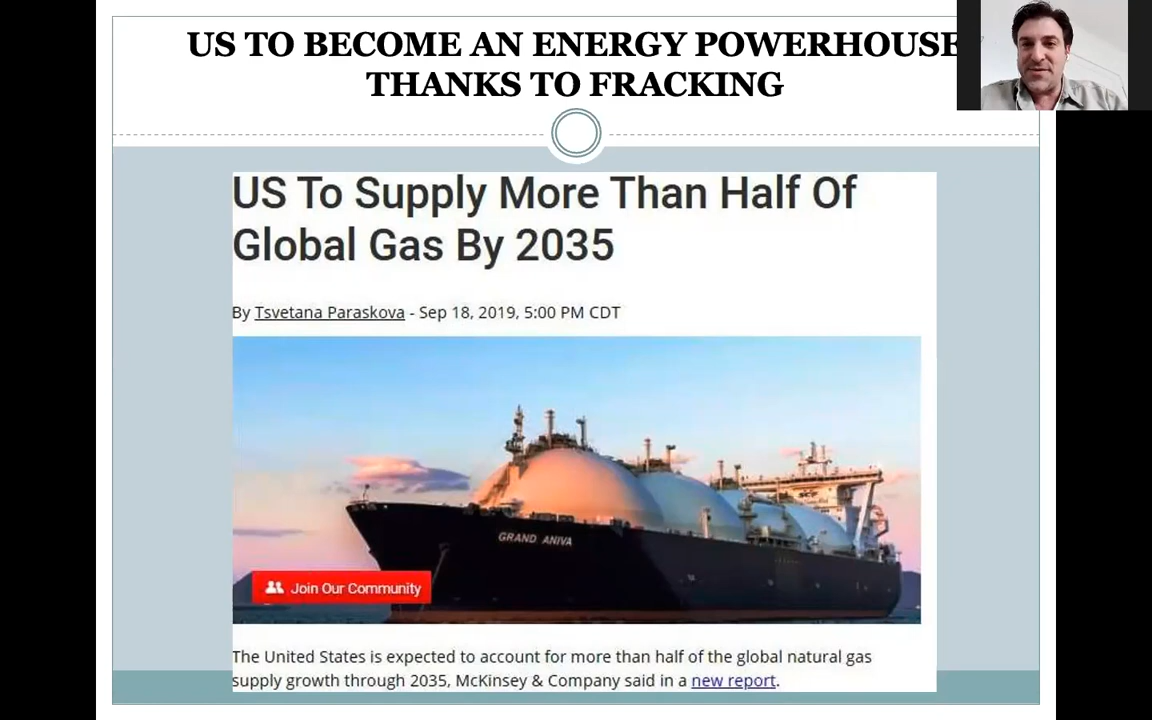 US TO BECOME AN ENERGY POWERHOUSE
THANKS TO FRACKING
US To Supply More Than Half Of
Global Gas By 2035
By Tsvetana Paraskova - Sep 18, 2019, 5:00 PM CDT
SCF
GRAND ANIVA
Join Our Community
The United States is expected to account for more than half of the global natural gas
supply growth through 2035, McKinsey & Company said in a new report.